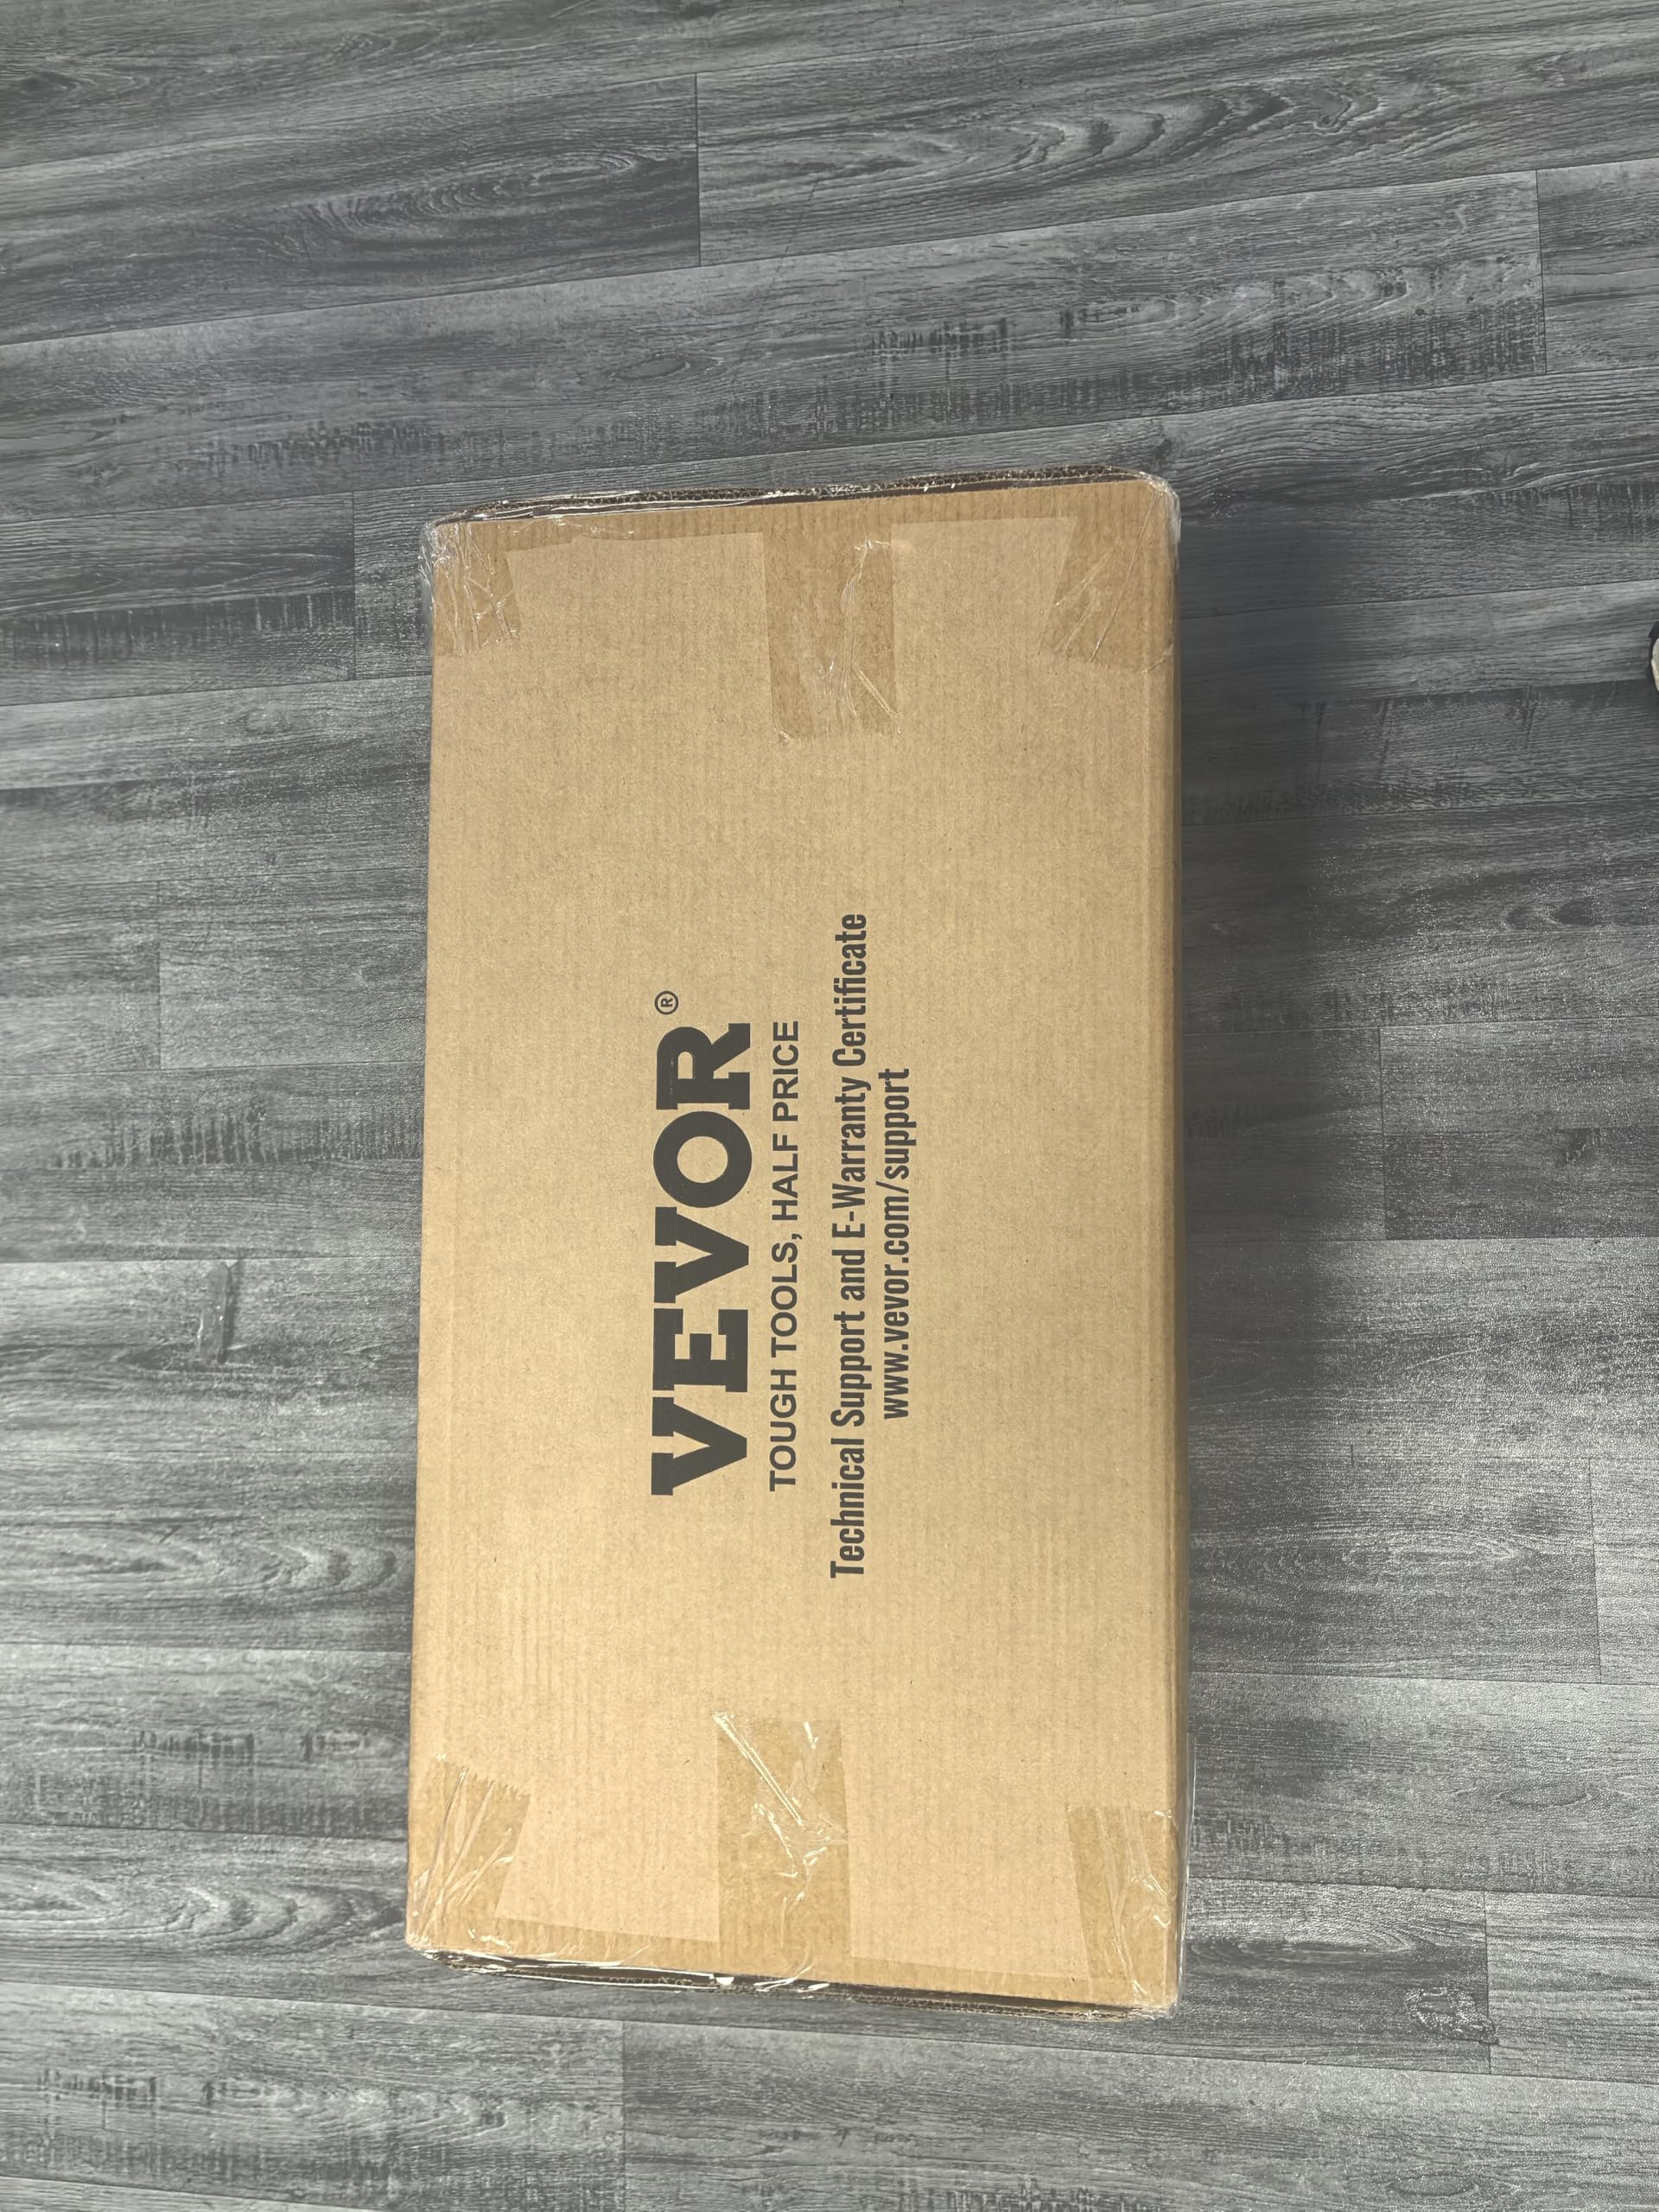 VEVOR®
TOUGH TOOLS, HALF PRICE
Technical Support and E-Warranty Certificate
www.vevor.com/support